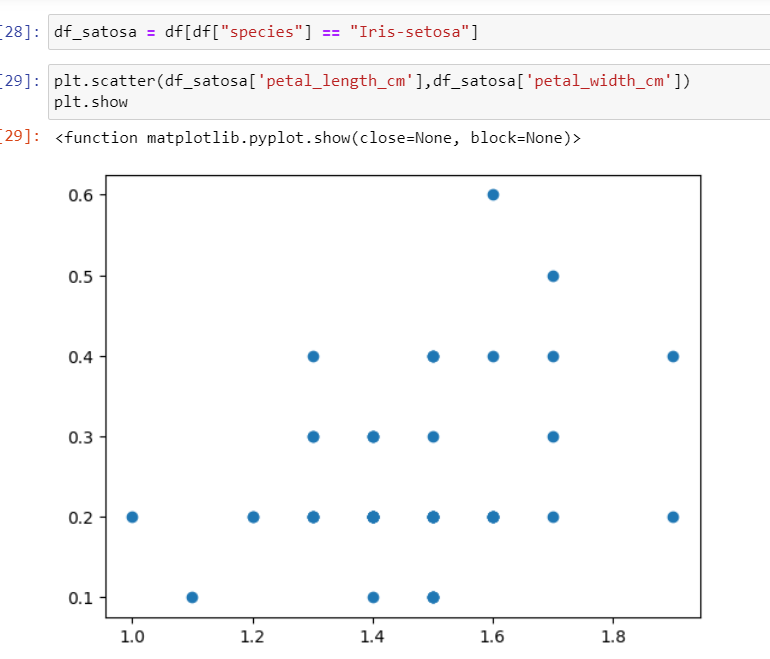 [28]: df_satosa = df[df["species"] == "Iris-setosa"]
[29]: plt.scatter(df_satosa['petal_length_cm'],df_satosa['petal_width_cm'])
plt.show
[29]: <function matplotlib.pyplot.show(close=None, block=None)>
0.6
0.5
0.4
0.3
0.2
0.1
1.0 1.2 1.4 1.6 1.8